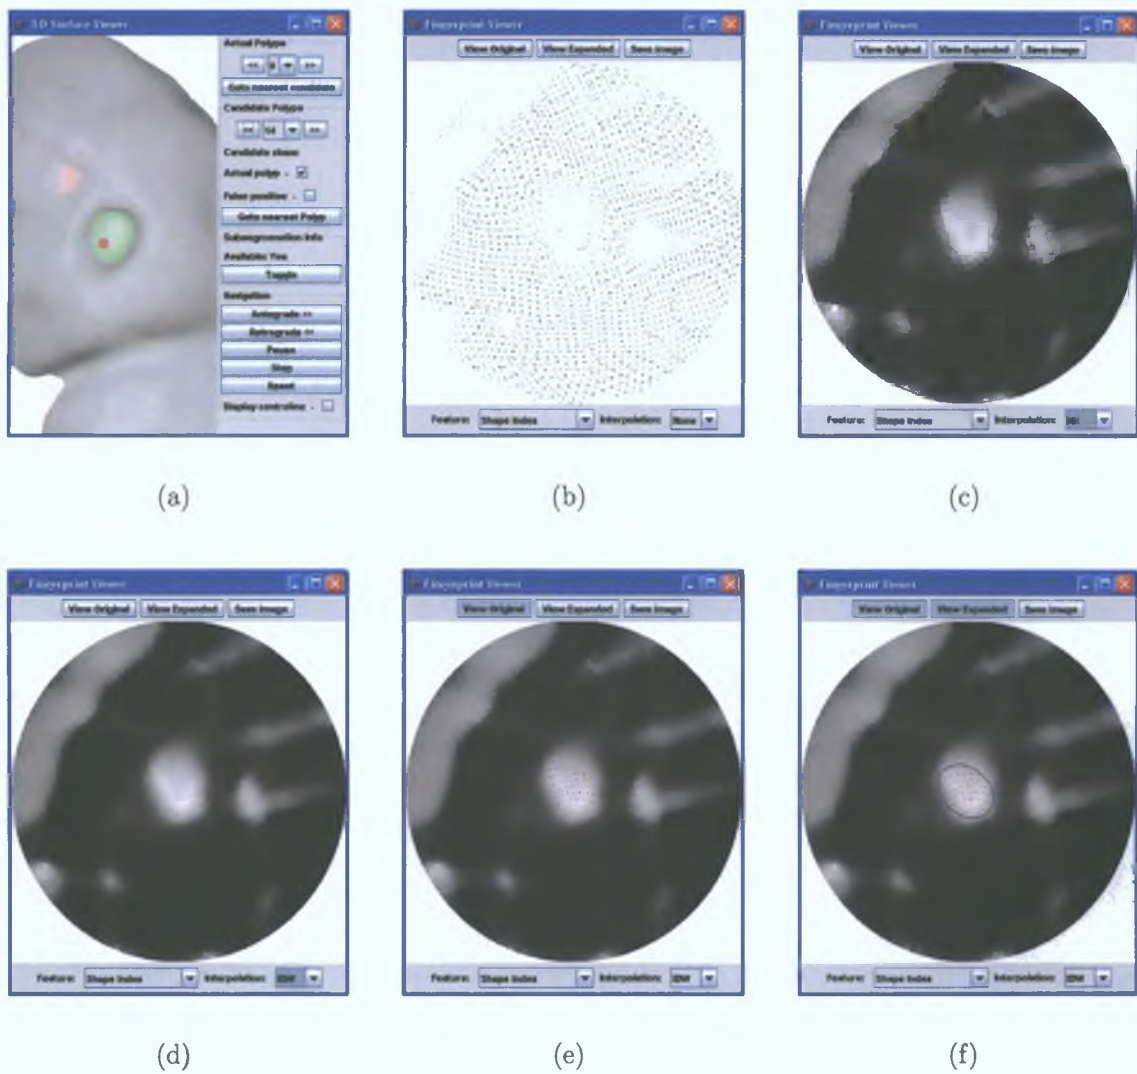 3D Surface Viewer
Actual Polyps
<< >>
Goto nearest candidate
Candidate Polyps
<< 64 >>
Candidate shown
Actual polyp -
False positive -
Goto nearest Polyp
Subsegmentation Info
Available: Yes
Toggle
Navigation
Antegrade >>
Retrograde <<
Pause
Stop
Reset
Display centreline -
(a)
Fingerprint Viewer
View Original View Expanded Save Image
Feature: Shape Index Interpolation: None
(b)
Fingerprint Viewer
View Original View Expanded Save Image
Feature: Shape Index Interpolation:
(c)
Fingerprint Viewer
View Original View Expanded Save Image
Feature: Shape Index Interpolation: IDW
(d)
Fingerprint Viewer
View Original View Expanded Save Image
Feature: Shape Index Interpolation: IDW
(e)
Fingerprint Viewer
View Original View Expanded Save Image
Feature: Shape Index Interpolation: IDW
(f)